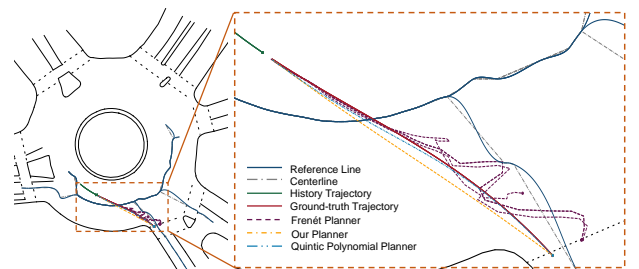 Reference Line
Centerline
History Trajectory
Ground-truth Trajectory
Frenét Planner
Our Planner
Quintic Polynomial Planner